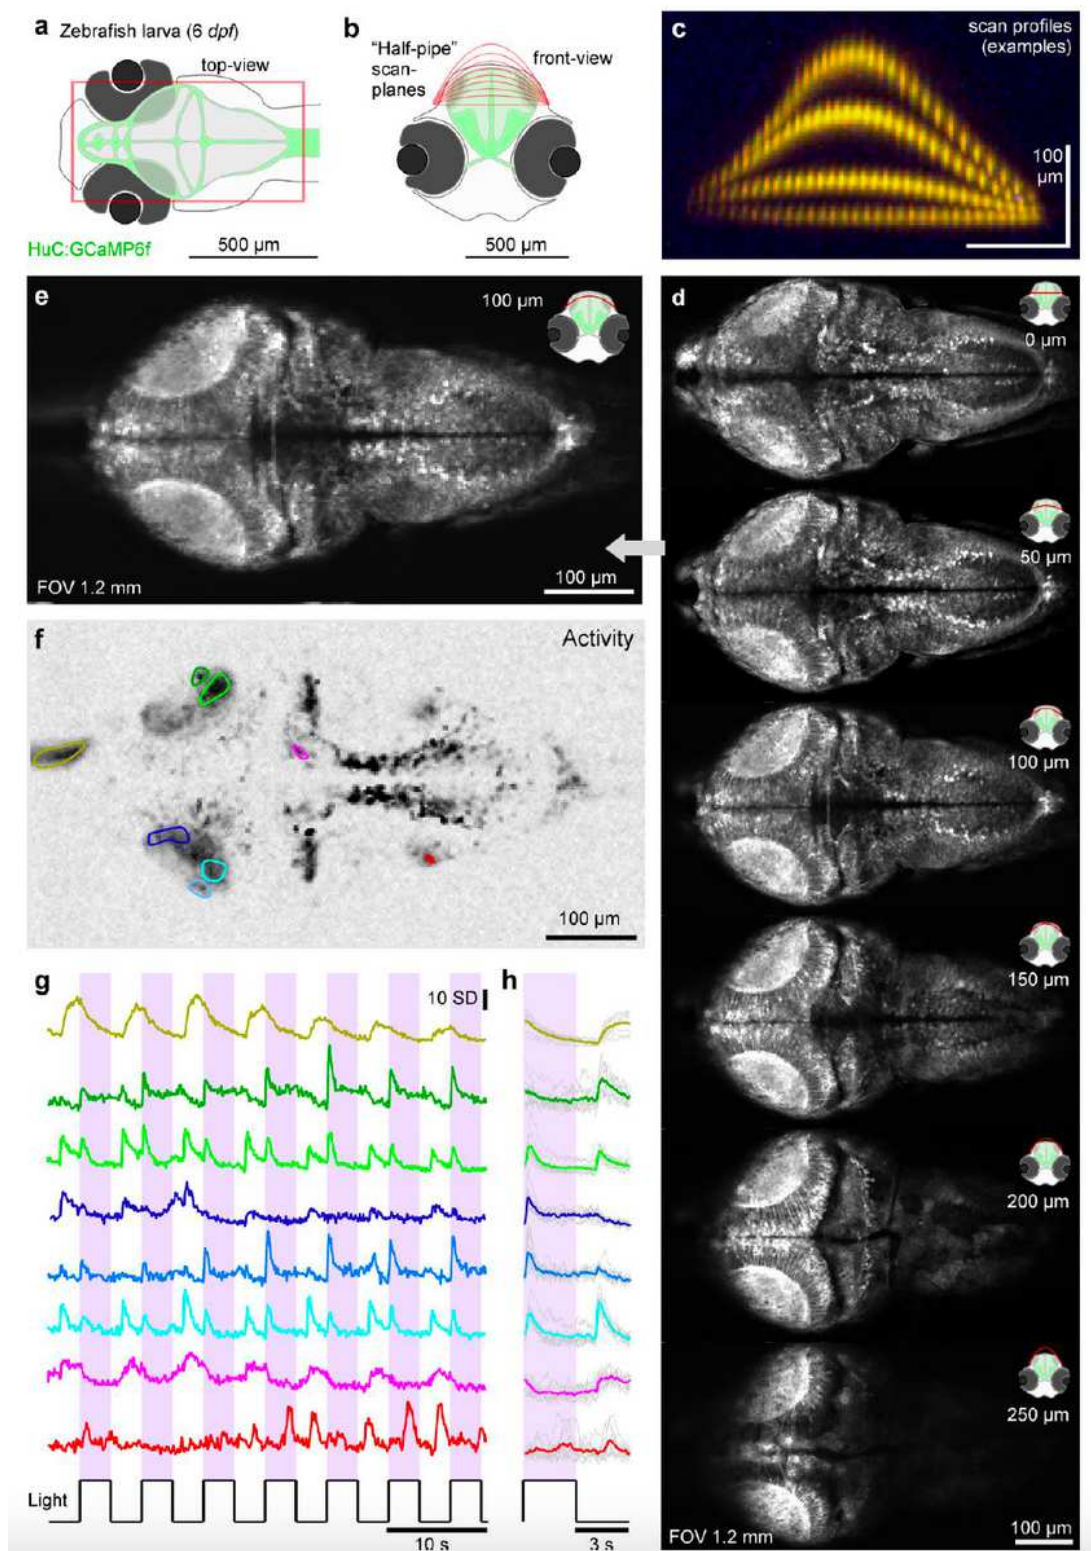 a Zebrafish larva (6 dpf)
top-view
HuC:GCaMP6f
500 µm
b
“Half-pipe”
scan-
planes
front-view
500 µm
c
scan profiles
(examples)
100
µm
e
100 µm
FOV 1.2 mm
100 µm
d
0 µm
50 µm
100 µm
150 µm
200 µm
250 µm
FOV 1.2 mm
100 µm
f
Activity
100 µm
g
10 SD
h
Light
10 s
3 s